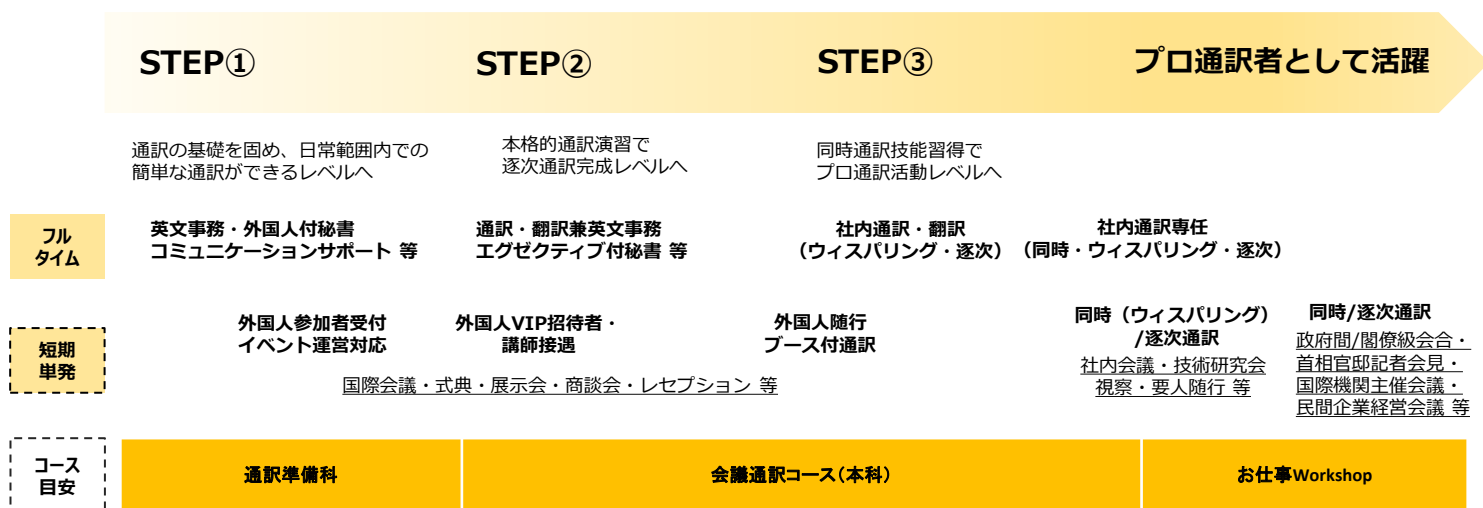 STEP①
STEP②
STEP③
プロ通訳者として活躍
通訳の基礎を固め、日常範囲内での
簡単な通訳ができるレベルへ
本格的通訳演習で
逐次通訳完成レベルへ
同時通訳技能習得で
プロ通訳活動レベルへ
フル
タイム
英文事務・外国人付秘書
コミュニケーションサポート 等
通訳・翻訳兼英文事務
エグゼクティブ付秘書 等
社内通訳・翻訳
(ウィスパリング・逐次)
社内通訳専任
(同時・ウィスパリング・逐次)
短期
単発
外国人参加者受付
イベント運営対応
外国人VIP招待者・
講師接遇
外国人随行
ブース付通訳
国際会議・式典・展示会・商談会・レセプション 等
同時（ウィスパリング）
/逐次通訳
社内会議・技術研究会
視察・要人随行 等
同時/逐次通訳
政府間/閣僚級会合・
首相官邸記者会見・
国際機関主催会議・
民間企業経営会議 等
コース
目安
通訳準備科
会議通訳コース（本科）
お仕事Workshop